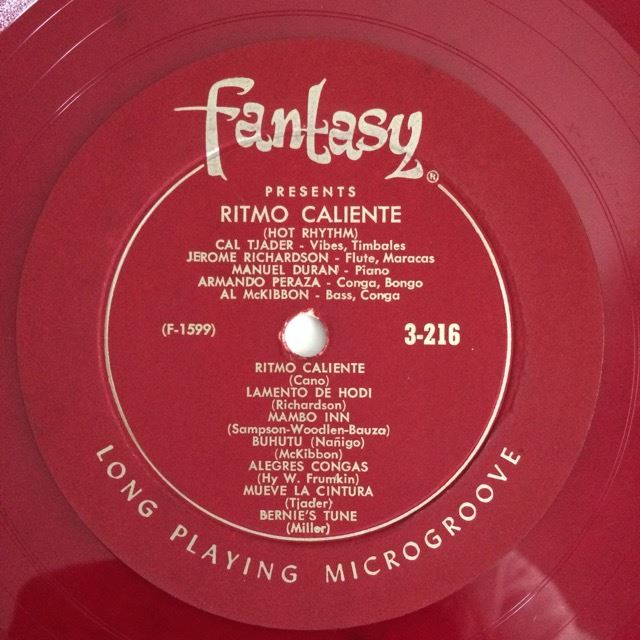 Fantasy®
PRESENTS
RITMO CALIENTE
(HOT RHYTHM)
CAL TJADER - Vibes, Timbales
JEROME RICHARDSON - Flute, Maracas
MANUEL DURAN - Piano
ARMANDO PERAZA - Conga, Bongo
AL McKIBBON - Bass, Conga
(F-1599)
3-216
RITMO CALIENTE
(Cano)
LAMENTO DE HODI
(Richardson)
MAMBO INN
(Sampson-Woodlen-Bauza)
BUHUTU (Nañigo)
(McKibbon)
ALEGRES CONGAS
(Hy W. Frumkin)
MUEVE LA CINTURA
(Tjader)
BERNIE'S TUNE
(Miller)
LONG PLAYING MICROGROOVE